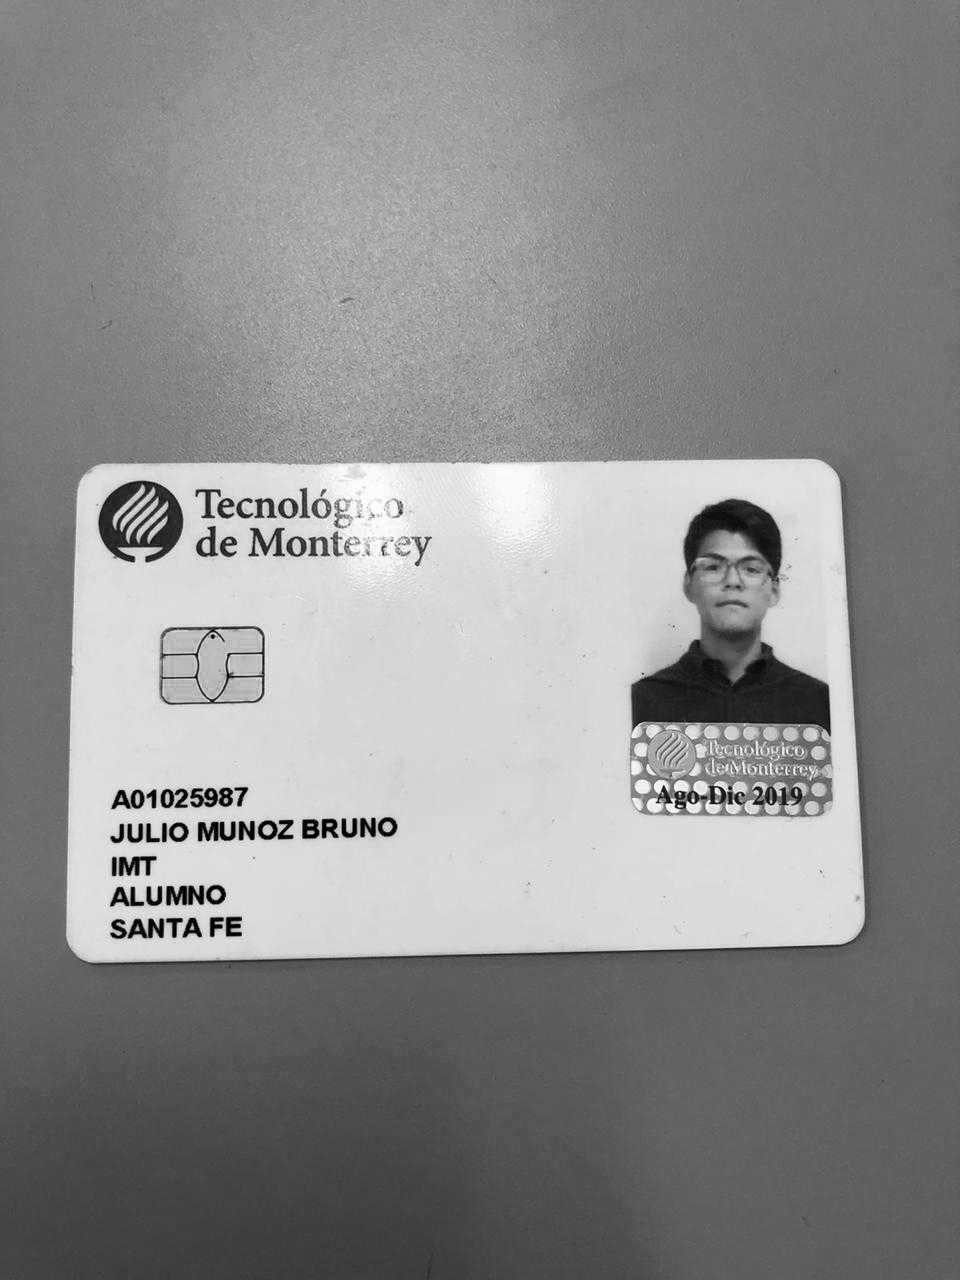 Tecnológico
de Monterrey
A01025987
JULIO MUNOZ BRUNO
IMT
ALUMNO
SANTA FE
Tecnológico
de Monterrey
Ago-Dic 2019